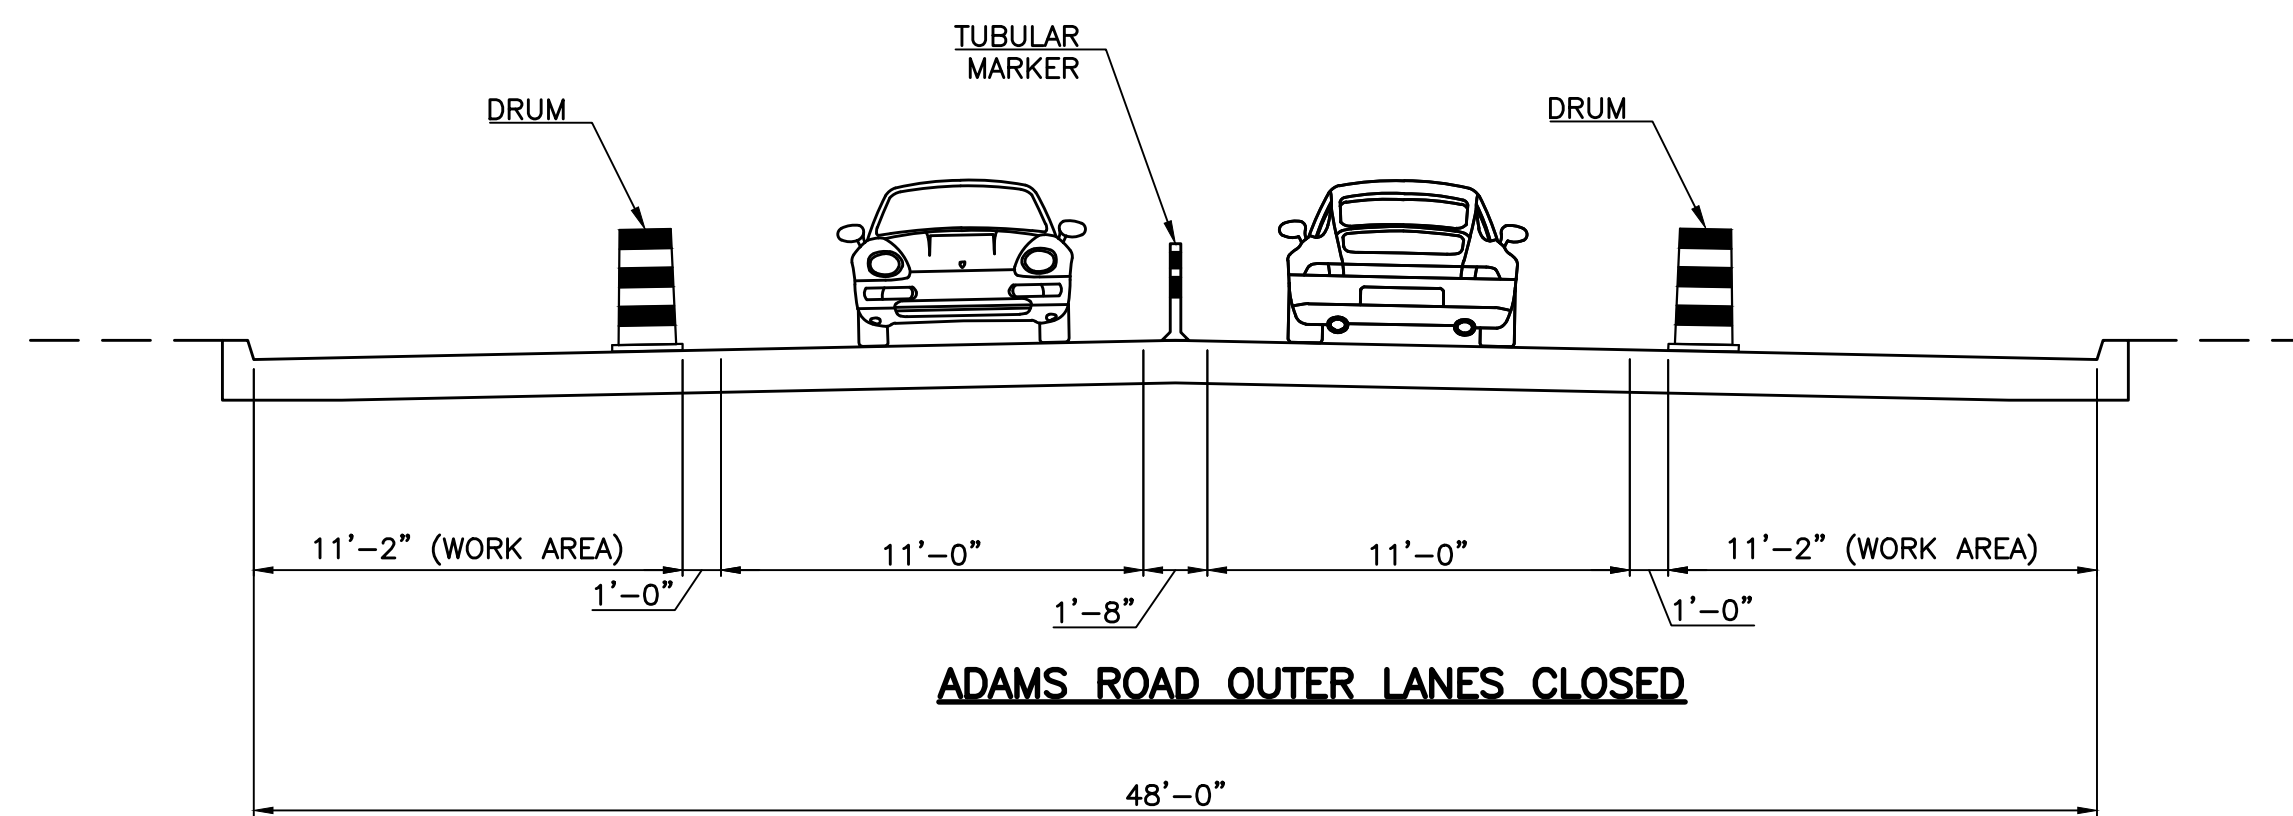 TUBULAR
MARKER
DRUM
DRUM
11'-2" (WORK AREA)
11'-0"
11'-0"
11'-2" (WORK AREA)
1'-0"
1'-8"
1'-0"
ADAMS ROAD OUTER LANES CLOSED
48'-0"